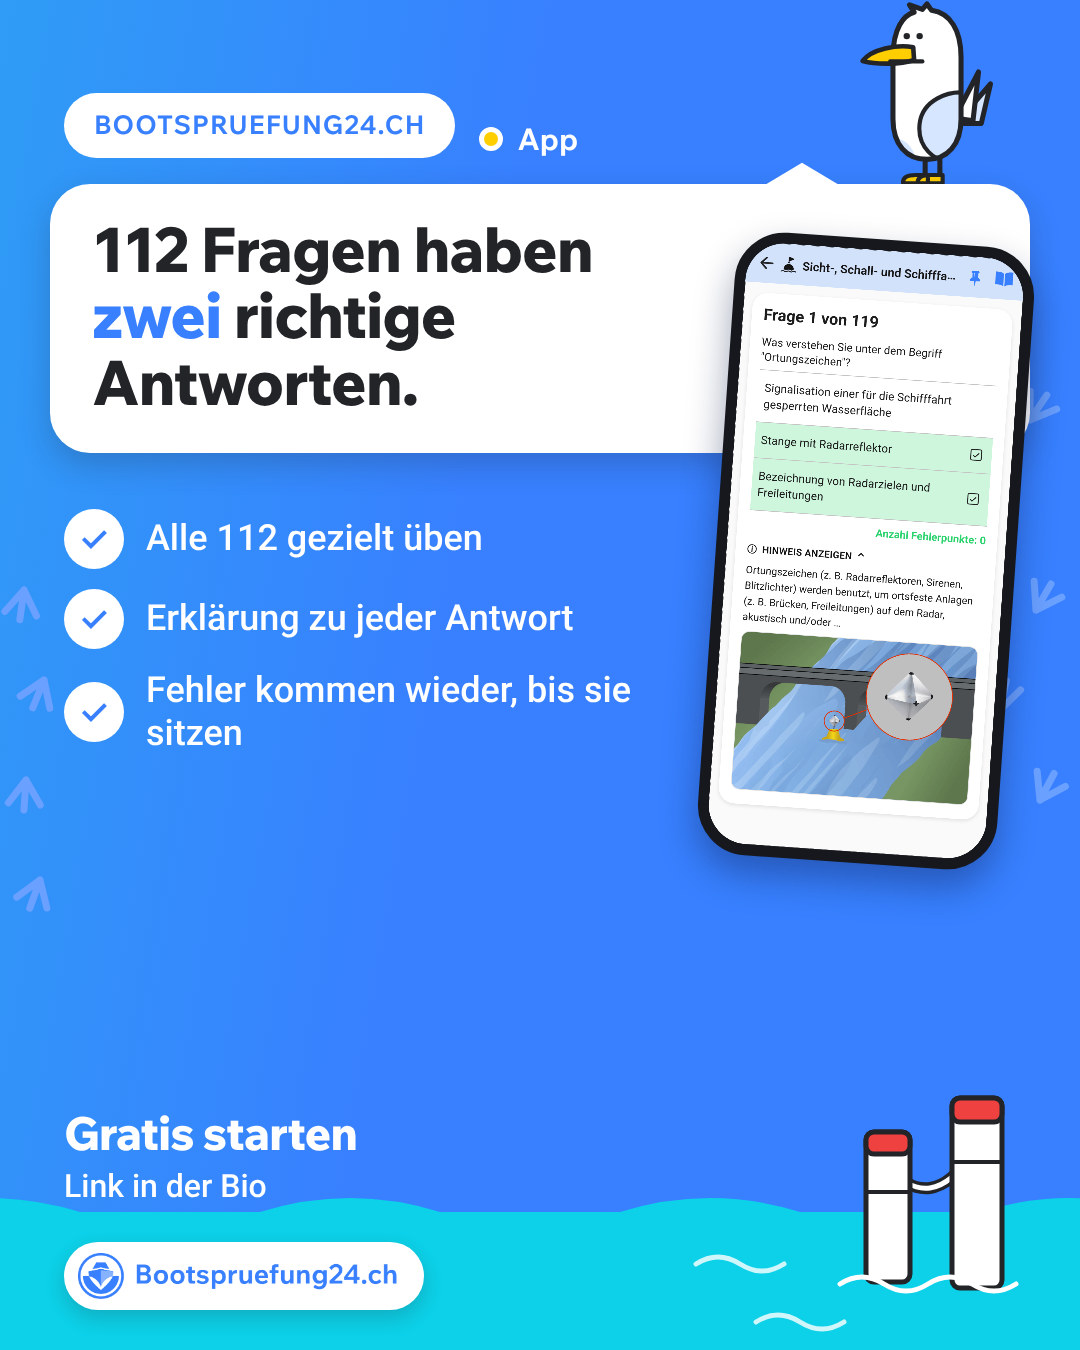 BOOTSPRUEFUNG24.CH
App
112 Fragen haben
zwei richtige
Antworten.
Alle 112 gezielt üben
Erklärung zu jeder Antwort
Fehler kommen wieder, bis sie
sitzen
Sicht-, Schall- und Schifffa...
Frage 1 von 119
Was verstehen Sie unter dem Begriff
"Ortungszeichen"?
Signalisation einer für die Schifffahrt
gesperrten Wasserfläche
Stange mit Radarreflektor
Bezeichnung von Radarzielen und
Freileitungen
Anzahl Fehlerpunkte: 0
HINWEIS ANZEIGEN
Ortungszeichen (z. B. Radarreflektoren, Sirenen,
Blitzlichter) werden benutzt, um ortsfeste Anlagen
(z. B. Brücken, Freileitungen) auf dem Radar,
akustisch und/oder ...
Gratis starten
Link in der Bio
Bootspruefung24.ch